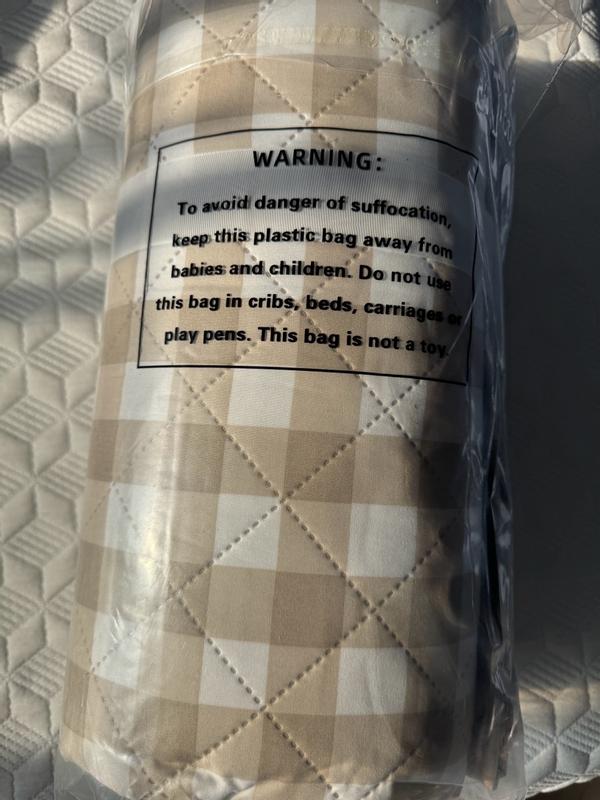 WARNING:
To avoid danger of suffocation,
keep this plastic bag away from
babies and children. Do not use
this bag in cribs, beds, carriages or
play pens. This bag is not a toy.